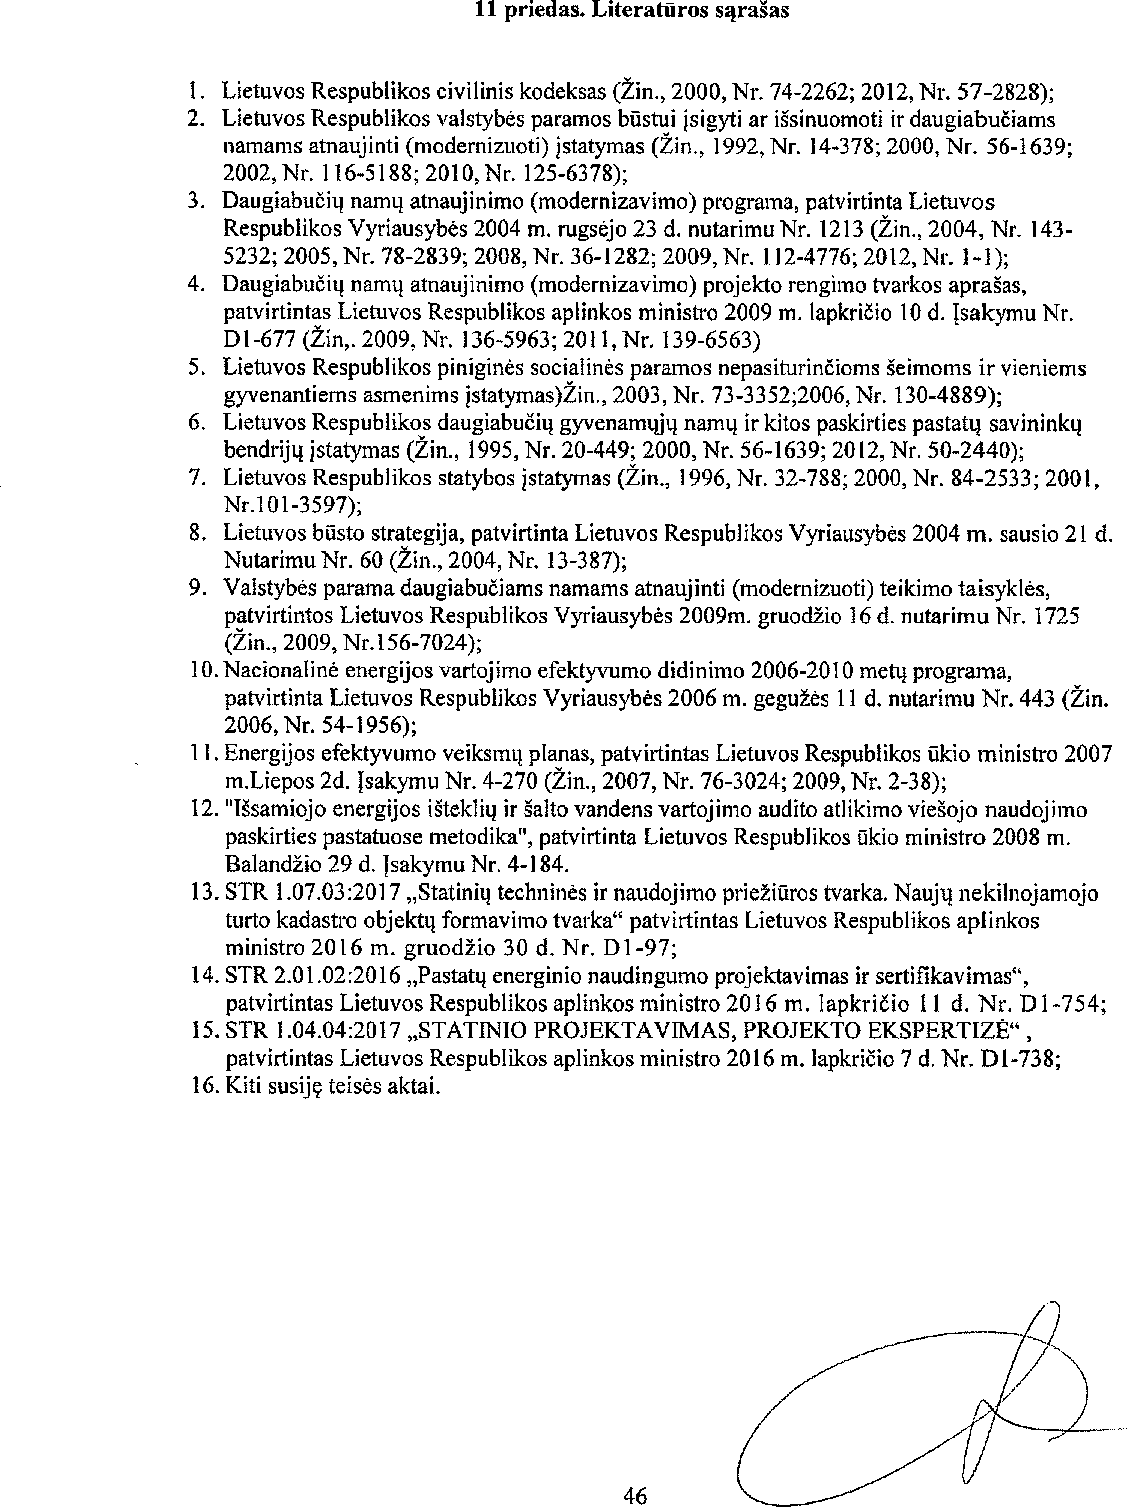 11 priedas. Literatūros sąrašas
1. Lietuvos Respublikos civilinis kodeksas (Žin., 2000, Nr. 74-2262; 2012, Nr. 57-2828);
2. Lietuvos Respublikos valstybės paramos būstui įsigyti ar išsinuomoti ir daugiabučiams
namams atnaujinti (modernizuoti) įstatymas (Žin., 1992, Nr. 14-378; 2000, Nr. 56-1639;
2002, Nr. 116-5188; 2010, Nr. 125-6378);
3. Daugiabučių namų atnaujinimo (modernizavimo) programa, patvirtinta Lietuvos
Respublikos Vyriausybės 2004 m. rugsėjo 23 d. nutarimu Nr. 1213 (Žin., 2004, Nr. 143-
5232; 2005, Nr. 78-2839; 2008, Nr. 36-1282; 2009, Nr. 112-4776; 2012, Nr. 1-1);
4. Daugiabučių namų atnaujinimo (modernizavimo) projekto rengimo tvarkos aprašas,
patvirtintas Lietuvos Respublikos aplinkos ministro 2009 m. lapkričio 10 d. Įsakymu Nr.
D1-677 (Žin,. 2009, Nr. 136-5963; 2011, Nr. 139-6563)
5. Lietuvos Respublikos piniginės socialinės paramos nepasiturinčioms šeimoms ir vieniems
gyvenantiems asmenims įstatymas)Žin., 2003, Nr. 73-3352;2006, Nr. 130-4889);
6. Lietuvos Respublikos daugiabučių gyvenamųjų namų ir kitos paskirties pastatų savininkų
bendrijų įstatymas (Žin., 1995, Nr. 20-449; 2000, Nr. 56-1639; 2012, Nr. 50-2440);
7. Lietuvos Respublikos statybos įstatymas (Žin., 1996, Nr. 32-788; 2000, Nr. 84-2533; 2001,
Nr.101-3597);
8. Lietuvos būsto strategija, patvirtinta Lietuvos Respublikos Vyriausybės 2004 m. sausio 21 d.
Nutarimu Nr. 60 (Žin., 2004, Nr. 13-387);
9. Valstybės parama daugiabučiams namams atnaujinti (modernizuoti) teikimo taisyklės,
patvirtintos Lietuvos Respublikos Vyriausybės 2009m. gruodžio 16 d. nutarimu Nr. 1725
(Žin., 2009, Nr.156-7024);
10. Nacionalinė energijos vartojimo efektyvumo didinimo 2006-2010 metų programa,
patvirtinta Lietuvos Respublikos Vyriausybės 2006 m. gegužės 11 d. nutarimu Nr. 443 (Žin.
2006, Nr. 54-1956);
11. Energijos efektyvumo veiksmų planas, patvirtintas Lietuvos Respublikos ūkio ministro 2007
m.Liepos 2d. Įsakymu Nr. 4-270 (Žin., 2007, Nr. 76-3024; 2009, Nr. 2-38);
12. "Išsamiojo energijos išteklių ir šalto vandens vartojimo audito atlikimo viešojo naudojimo
paskirties pastatuose metodika", patvirtinta Lietuvos Respublikos ūkio ministro 2008 m.
Balandžio 29 d. Įsakymu Nr. 4-184.
13. STR 1.07.03:2017 „Statinių techninės ir naudojimo priežiūros tvarka. Naujų nekilnojamojo
turto kadastro objektų formavimo tvarka“ patvirtintas Lietuvos Respublikos aplinkos
ministro 2016 m. gruodžio 30 d. Nr. D1-97;
14. STR 2.01.02:2016 „Pastatų energinio naudingumo projektavimas ir sertifikavimas“,
patvirtintas Lietuvos Respublikos aplinkos ministro 2016 m. lapkričio 11 d. Nr. D1-754;
15. STR 1.04.04:2017 „STATINIO PROJEKTAVIMAS, PROJEKTO EKSPERTIZĖ“ ,
patvirtintas Lietuvos Respublikos aplinkos ministro 2016 m. lapkričio 7 d. Nr. D1-738;
16. Kiti susiję teisės aktai.
46